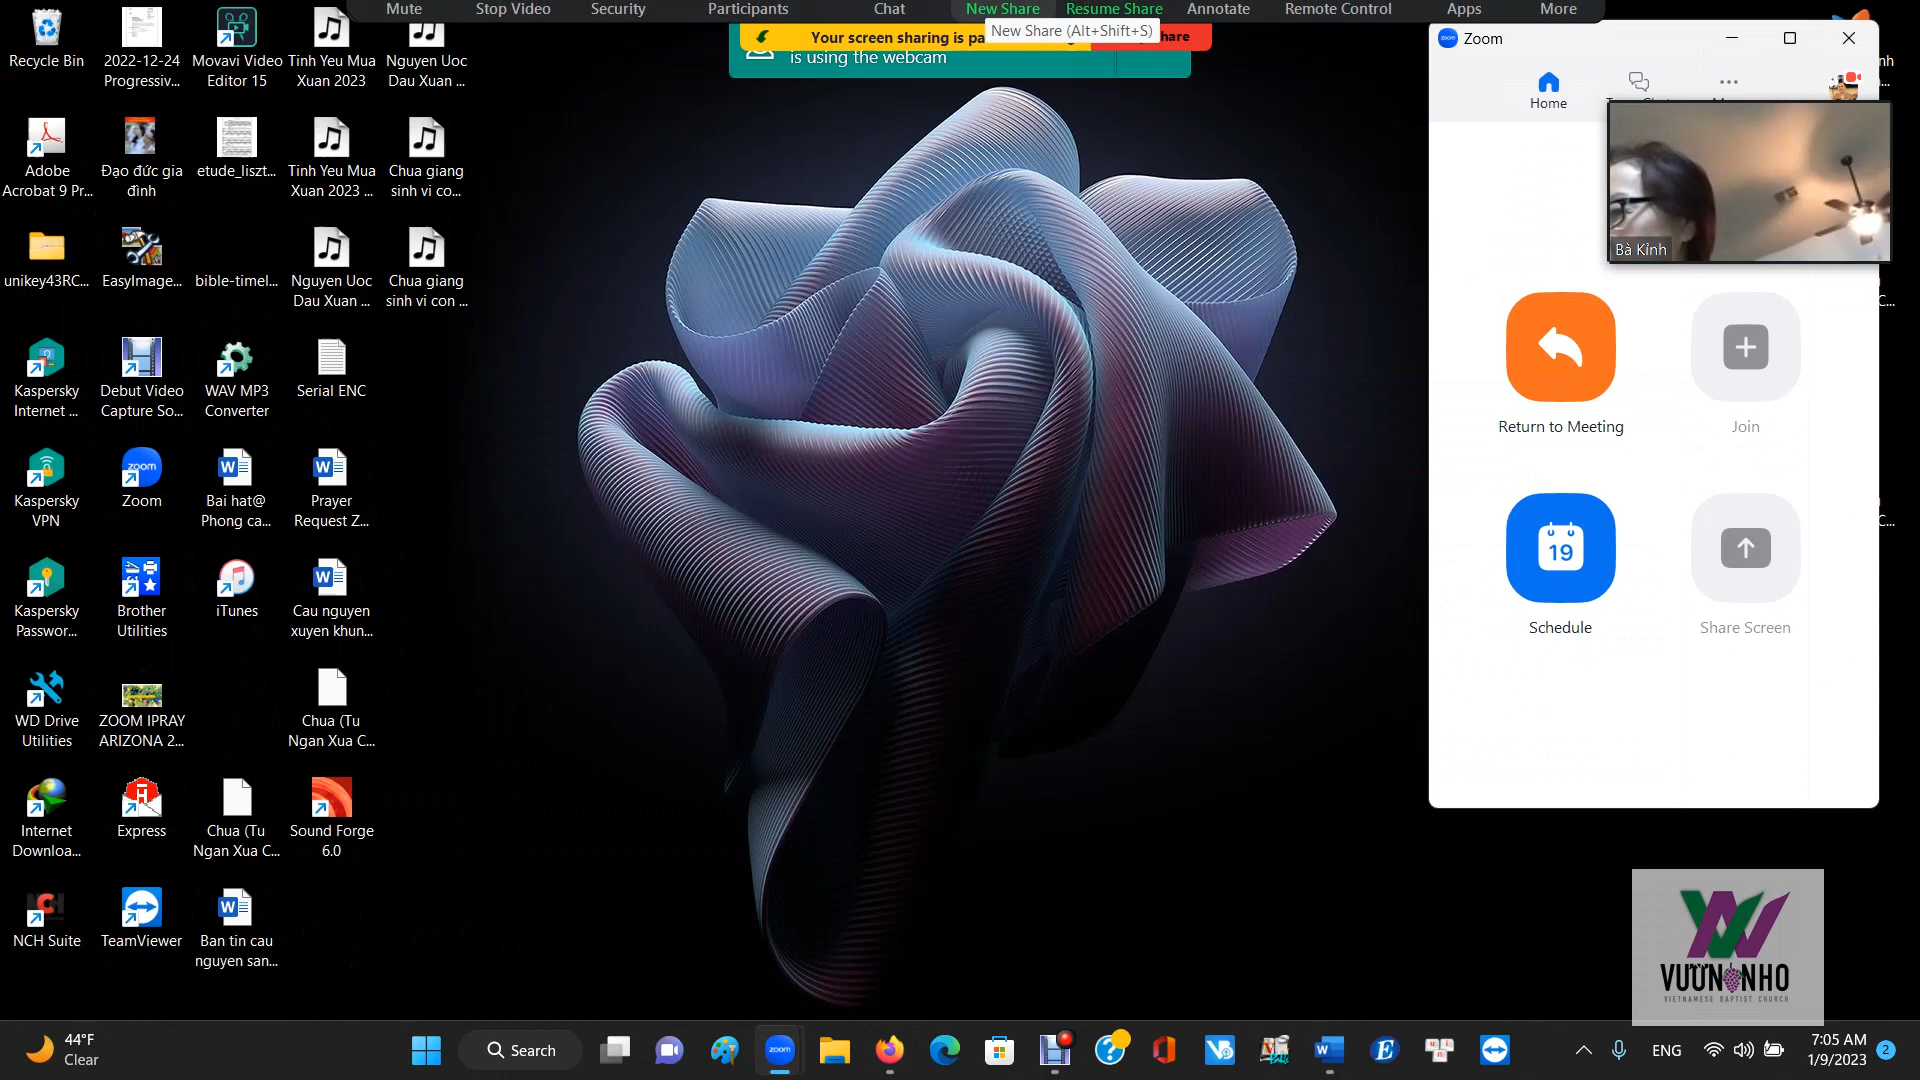 Mute Stop Video Security Participants Chat New Share Resume Share Annotate Remote Control Apps More
New Share (Alt+Shift+S)
Your screen sharing is pa
hare
is using the webcam
Recycle Bin
2022-12-24
Progressiv...
Movavi Video
Editor 15
Tinh Yeu Mua
Xuan 2023
Nguyen Uoc
Dau Xuan ...
Adobe
Acrobat 9 Pr...
Đạo đức gia
đình
etude_liszt...
Tinh Yeu Mua
Xuan 2023 ...
Chua giang
sinh vi co...
unikey43RC...
EasyImage...
bible-timel...
Nguyen Uoc
Dau Xuan ...
Chua giang
sinh vi con ...
Kaspersky
Internet ...
Debut Video
Capture So...
WAV MP3
Converter
Serial ENC
Kaspersky
VPN
zoom
Zoom
Bai hat@
Phong ca...
Prayer
Request Z...
Kaspersky
Passwor...
Brother
Utilities
iTunes
Cau nguyen
xuyen khun...
WD Drive
Utilities
ZOOM IPRAY
ARIZONA 2...
Chua (Tu
Ngan Xua C...
Internet
Downloa...
Express
Chua (Tu
Ngan Xua C...
Sound Forge
6.0
NCH Suite
TeamViewer
Ban tin cau
nguyen san...
zoom
Zoom
Home
Bà Kỉnh
Return to Meeting
Join
19
Schedule
Share Screen
nh
C...
C...
VUONNHO
VIETNAMESE BAPTIST CHURCH
44°F
Clear
Search
zoom
ENG
7:05 AM
1/9/2023
2